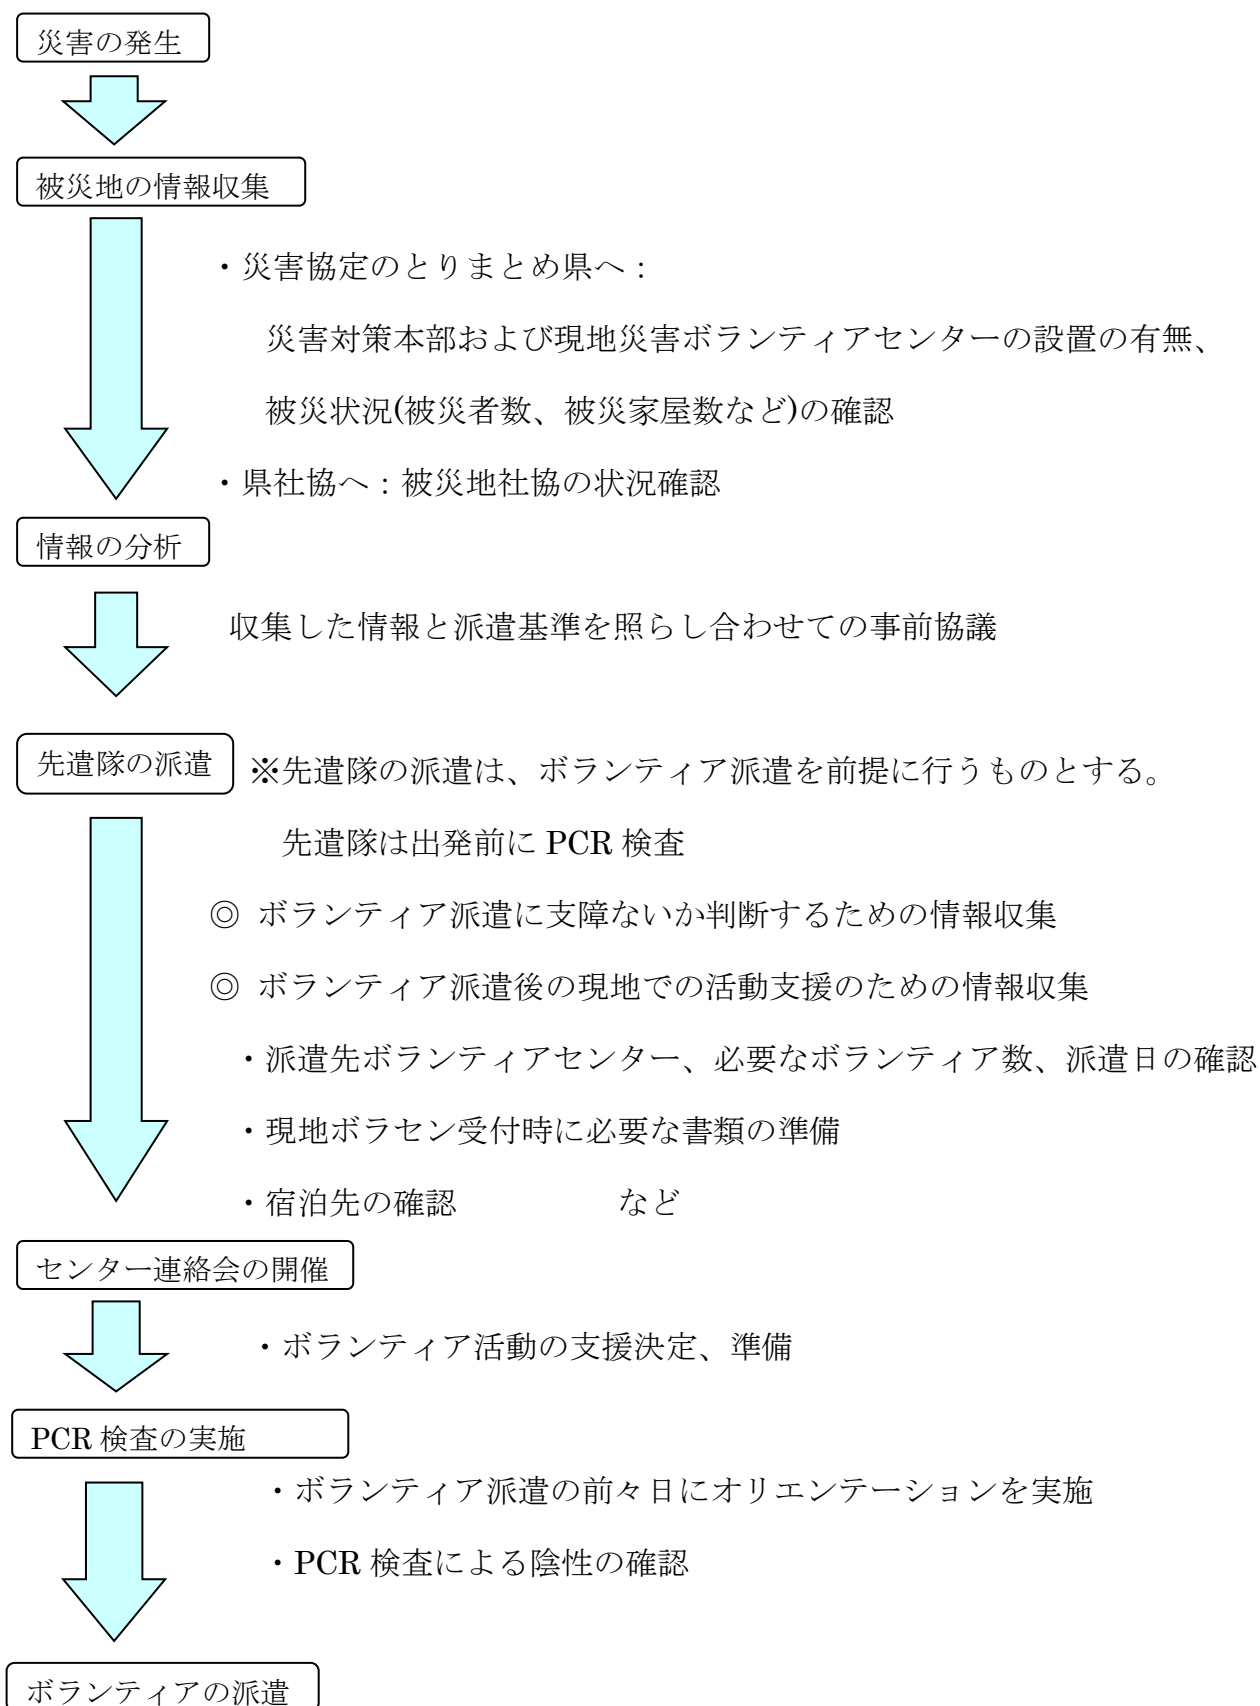 災害の発生
被災地の情報収集
・災害協定のとりまとめ県へ：
災害対策本部および現地災害ボランティアセンターの設置の有無、
被災状況(被災者数、被災家屋数など)の確認
・県社協へ：被災地社協の状況確認
情報の分析
収集した情報と派遣基準を照らし合わせての事前協議
先遣隊の派遣
※先遣隊の派遣は、ボランティア派遣を前提に行うものとする。
先遣隊は出発前に PCR 検査
◎ ボランティア派遣に支障ないか判断するための情報収集
◎ ボランティア派遣後の現地での活動支援のための情報収集
・派遣先ボランティアセンター、必要なボランティア数、派遣日の確認
・現地ボラセン受付時に必要な書類の準備
・宿泊先の確認　　　　　など
センター連絡会の開催
・ボランティア活動の支援決定、準備
PCR 検査の実施
・ボランティア派遣の前々日にオリエンテーションを実施
・PCR 検査による陰性の確認
ボランティアの派遣